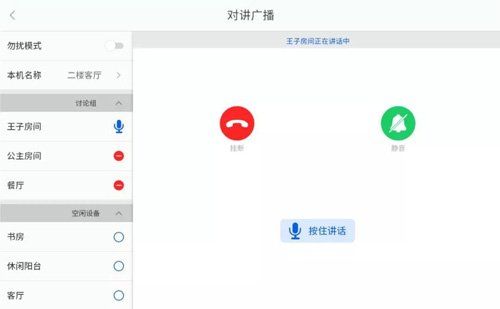 对讲广播
勿扰模式
王子房间正在讲话中
本机名称 二楼客厅
讨论组
王子房间
公主房间
挂断 静音
餐厅
空闲设备
书房
按住讲话
休闲阳台
客厅